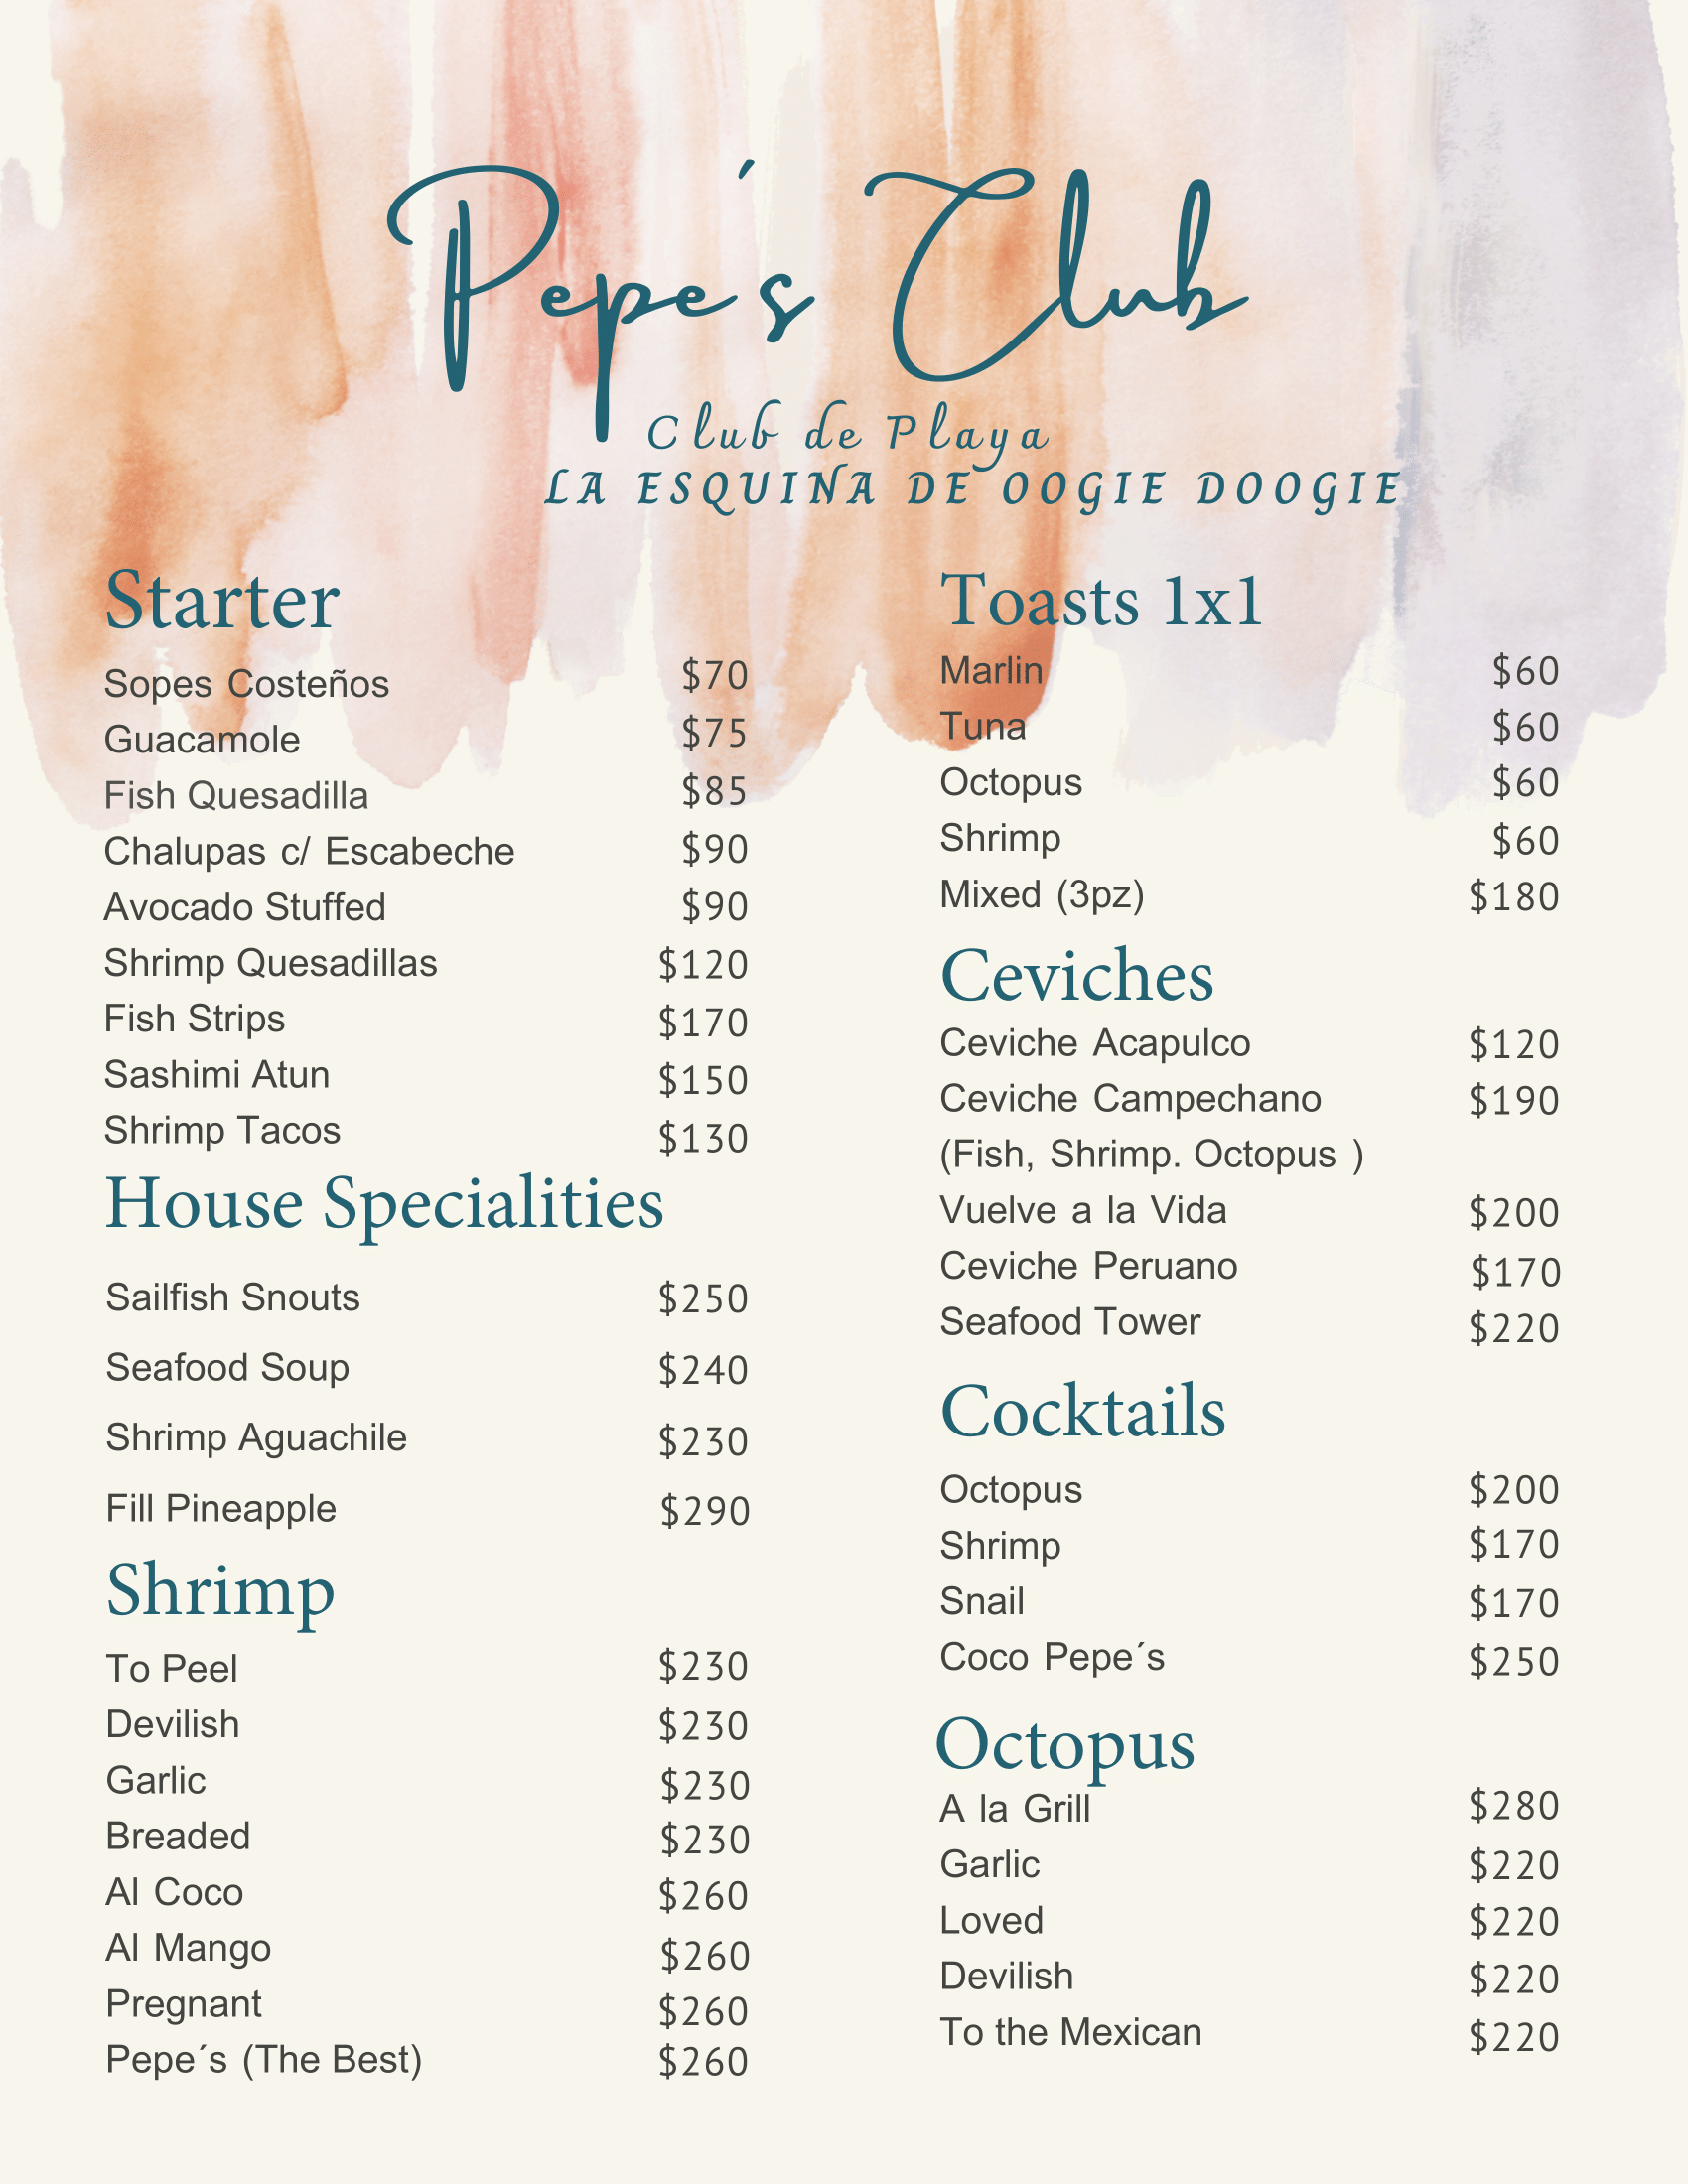 Pepe´s Club
Club de Playa
LA ESQUINA DE OOGIE DOOGIE
Starter
Sopes Costeños $70
Guacamole $75
Fish Quesadilla $85
Chalupas c/ Escabeche $90
Avocado Stuffed $90
Shrimp Quesadillas $120
Fish Strips $170
Sashimi Atun $150
Shrimp Tacos $130
House Specialities
Sailfish Snouts $250
Seafood Soup $240
Shrimp Aguachile $230
Fill Pineapple $290
Shrimp
To Peel $230
Devilish $230
Garlic $230
Breaded $230
Al Coco $260
Al Mango $260
Pregnant $260
Pepe´s (The Best) $260
Toasts 1x1
Marlin $60
Tuna $60
Octopus $60
Shrimp $60
Mixed (3pz) $180
Ceviches
Ceviche Acapulco $120
Ceviche Campechano $190
(Fish, Shrimp. Octopus )
Vuelve a la Vida $200
Ceviche Peruano $170
Seafood Tower $220
Cocktails
Octopus $200
Shrimp $170
Snail $170
Coco Pepe´s $250
Octopus
A la Grill $280
Garlic $220
Loved $220
Devilish $220
To the Mexican $220